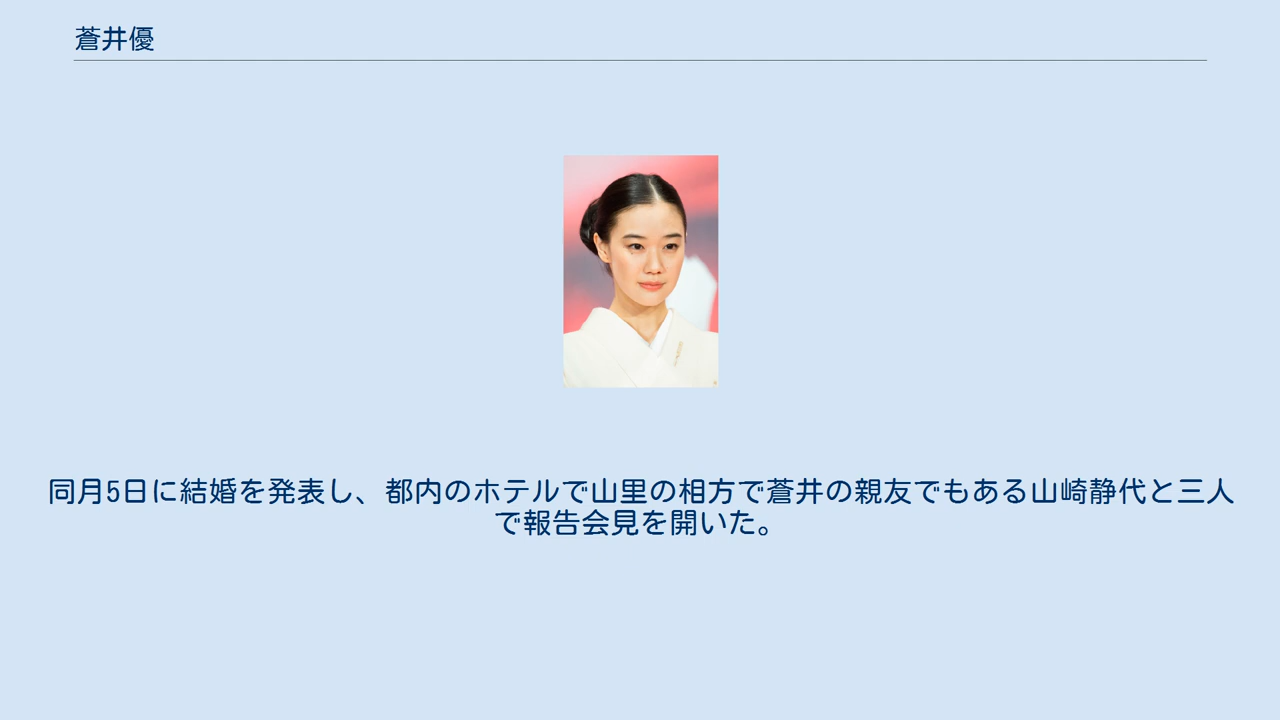 蒼井優
同月5日に結婚を発表し、都内のホテルで山里の相方で蒼井の親友でもある山崎静代と三人
で報告会見を開いた。